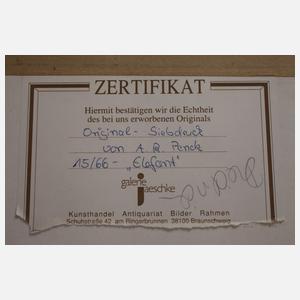 ZERTIFIKAT
Hiermit bestätigen wir die Echtheit
des bei uns erworbenen Originals
Original - Siebdruck
von A. R. Penck
15/66 - „Elefant"
galerie
jaeschke
Kunsthandel Antiquariat Bilder Rahmen
Schuhstraße 42 am Ringerbrunnen 38100 Braunschweig